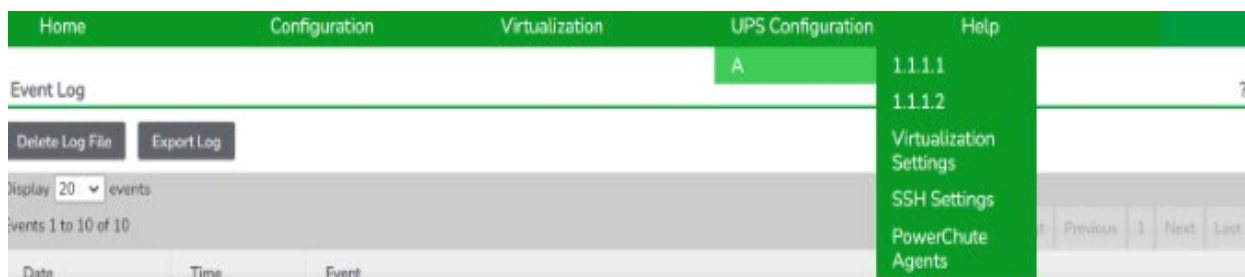 Home Configuration Virtualization UPS Configuration Help
A 1.1.1.1
Event Log ?
1.1.1.2
Delete Log File Export Log Virtualization
Settings
Display 20 events
SSH Settings
Events 1 to 10 of 10 Previous 1 Next Last
PowerChute
Agents
Date Time Event